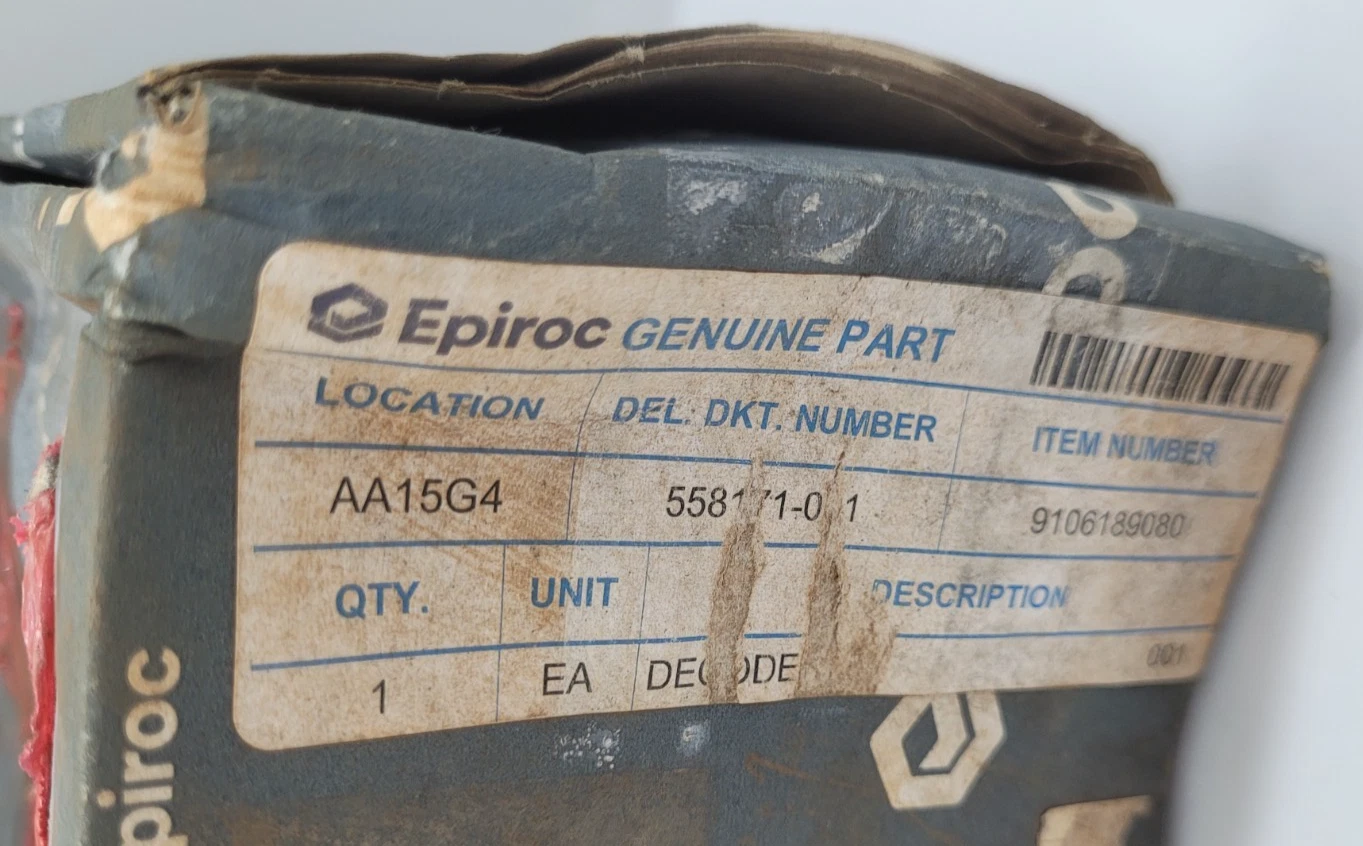 Epiroc GENUINE PART
LOCATION DEL. DKT. NUMBER ITEM NUMBER
AA15G4 9106189080
QTY. UNIT DESCRIPTION
1 EA 001
Epiroc